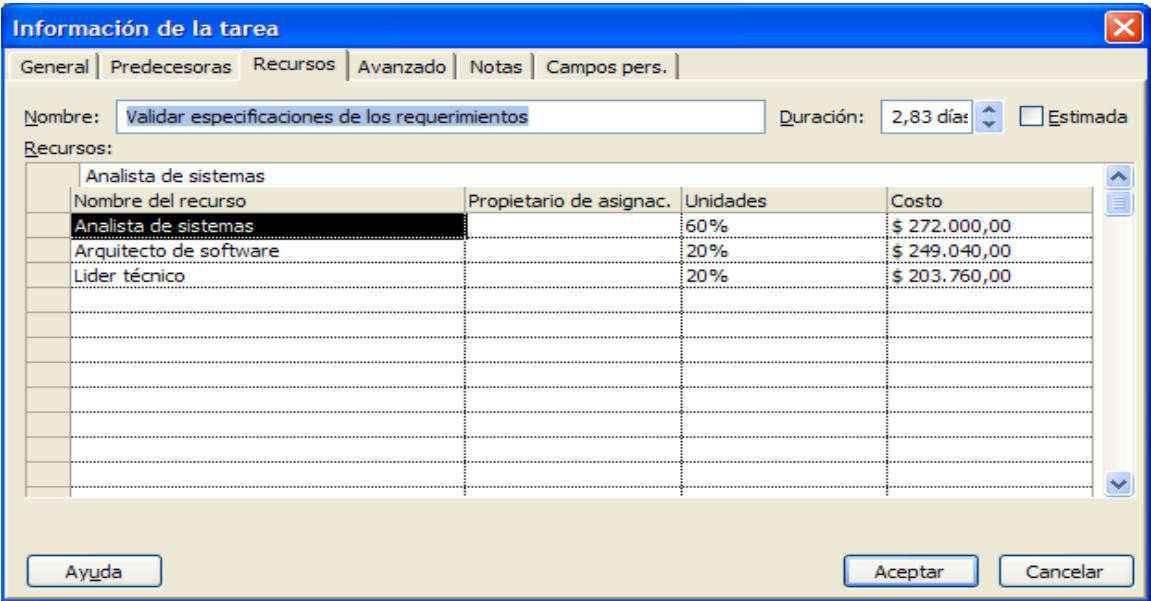 Información de la tarea
General Predecesoras Recursos Avanzado Notas Campos pers.
Nombre: Validar especificaciones de los requerimientos Duración: 2,83 días Estimada
Recursos:
Analista de sistemas
Nombre del recurso Propietario de asignac. Unidades Costo
Analista de sistemas 60% $ 272.000,00
Arquitecto de software 20% $ 249.040,00
Lider técnico 20% $ 203.760,00
Ayuda Aceptar Cancelar